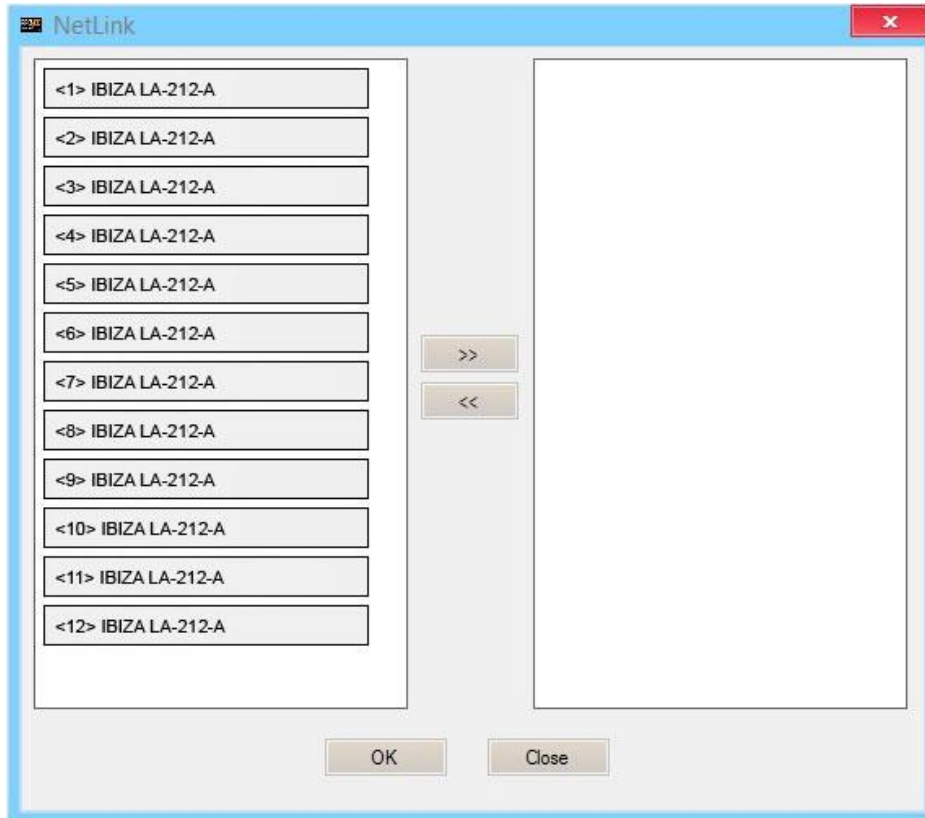 NetLink
x
<1> IBIZA LA-212-A
<2> IBIZA LA-212-A
<3> IBIZA LA-212-A
<4> IBIZA LA-212-A
<5> IBIZA LA-212-A
<6> IBIZA LA-212-A
<7> IBIZA LA-212-A
<8> IBIZA LA-212-A
<9> IBIZA LA-212-A
<10> IBIZA LA-212-A
<11> IBIZA LA-212-A
<12> IBIZA LA-212-A
>>
<<
OK
Close